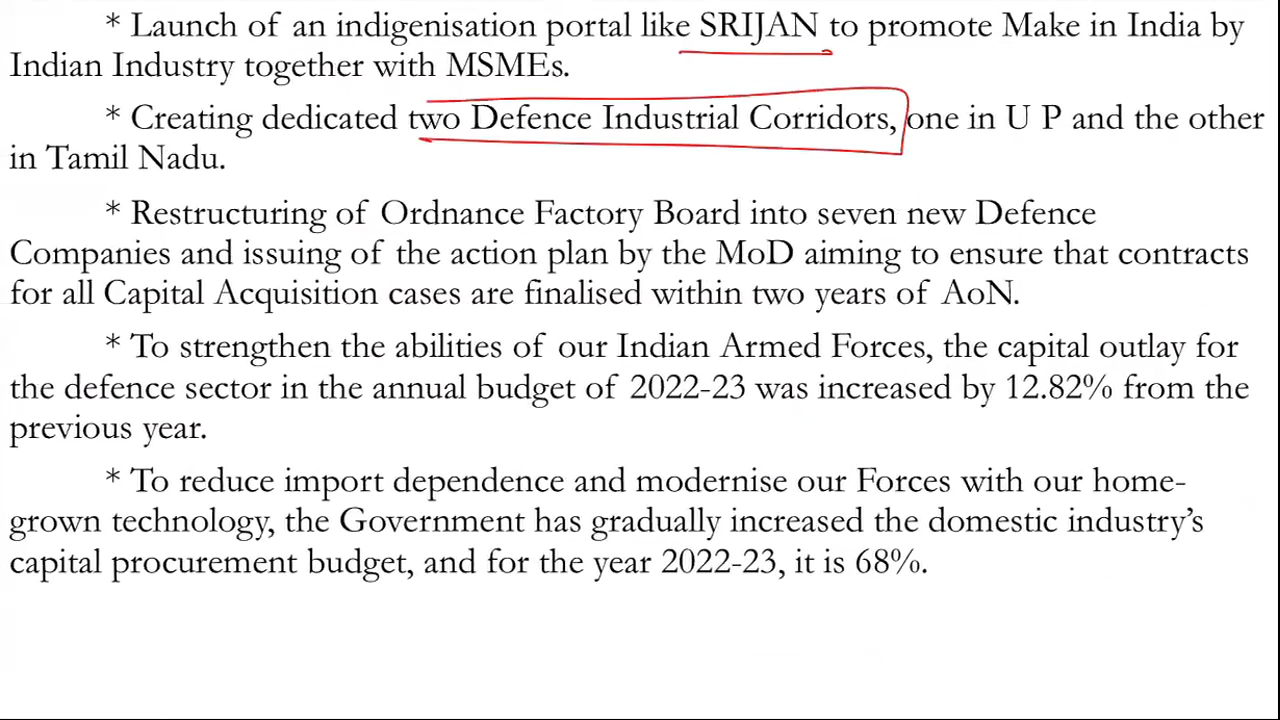 * Launch of an indigenisation portal like SRIJAN to promote Make in India by
Indian Industry together with MSMEs.
* Creating dedicated two Defence Industrial Corridors, one in U P and the other
in Tamil Nadu.
* Restructuring of Ordnance Factory Board into seven new Defence
Companies and issuing of the action plan by the MoD aiming to ensure that contracts
for all Capital Acquisition cases are finalised within two years of AoN.
* To strengthen the abilities of our Indian Armed Forces, the capital outlay for
the defence sector in the annual budget of 2022-23 was increased by 12.82% from the
previous year.
* To reduce import dependence and modernise our Forces with our home-
grown technology, the Government has gradually increased the domestic industry’s
capital procurement budget, and for the year 2022-23, it is 68%.